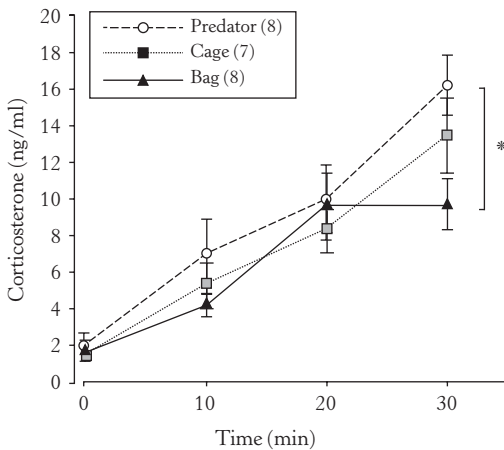 Predator (8)
Cage (7)
Bag (8)
Corticosterone (ng/ml)
20
18
16
14
12
10
8
6
4
2
0
*
0 10 20 30
Time (min)